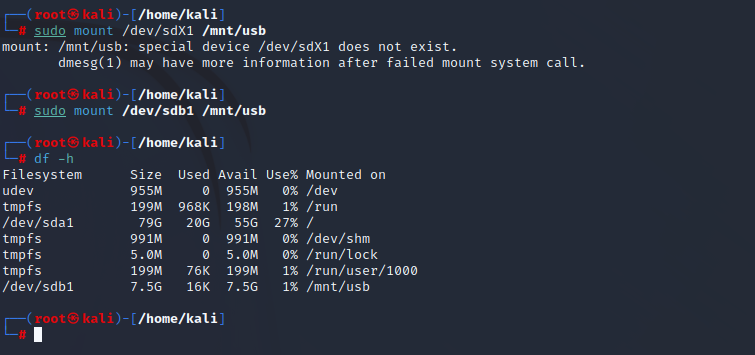 ┌──(root㉿kali)-[/home/kali]
└─# sudo mount /dev/sdX1 /mnt/usb
mount: /mnt/usb: special device /dev/sdX1 does not exist.
       dmesg(1) may have more information after failed mount system call.
┌──(root㉿kali)-[/home/kali]
└─# sudo mount /dev/sdb1 /mnt/usb
┌──(root㉿kali)-[/home/kali]
└─# df -h
Filesystem      Size  Used Avail Use% Mounted on
udev            955M     0  955M   0% /dev
tmpfs           199M  968K  198M   1% /run
/dev/sda1        79G   20G   55G  27% /
tmpfs           991M     0  991M   0% /dev/shm
tmpfs           5.0M     0  5.0M   0% /run/lock
tmpfs           199M   76K  199M   1% /run/user/1000
/dev/sdb1       7.5G   16K  7.5G   1% /mnt/usb
┌──(root㉿kali)-[/home/kali]
└─#